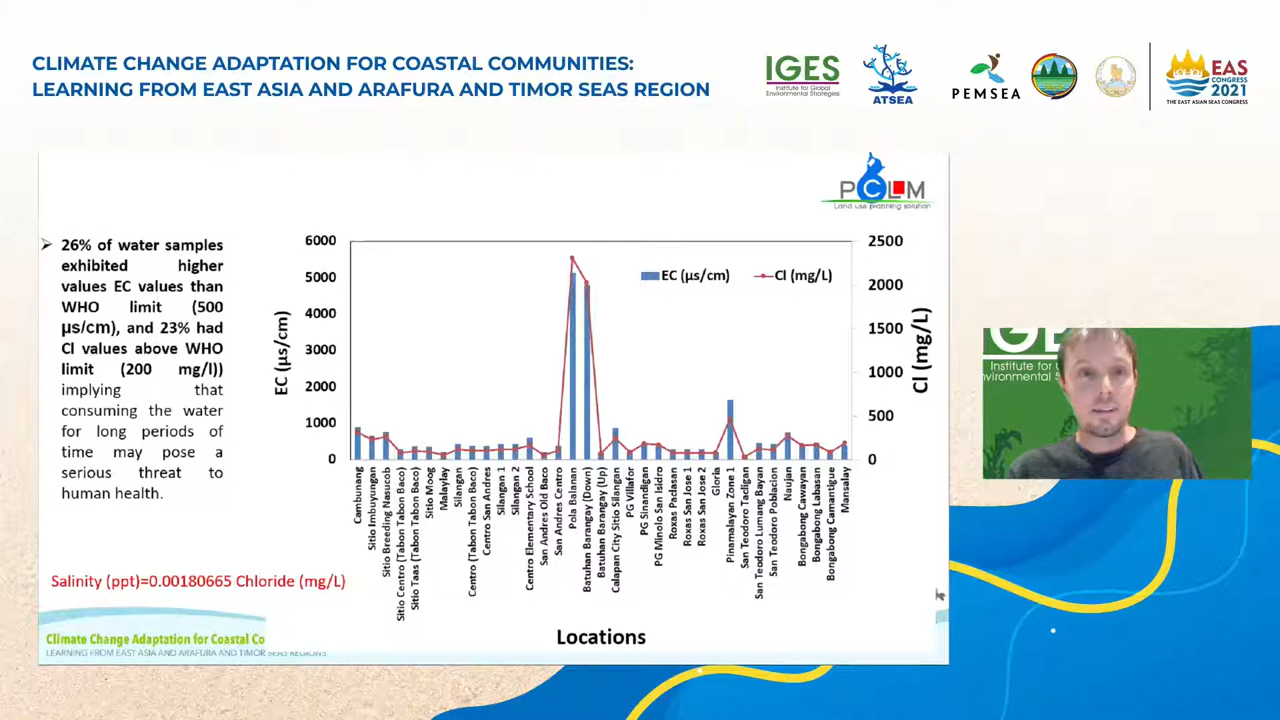 CLIMATE CHANGE ADAPTATION FOR COASTAL COMMUNITIES:
LEARNING FROM EAST ASIA AND ARAFURA AND TIMOR SEAS REGION
IGES
Institute for Global
Environmental Strategies
ATSEA
PEMSEA
EAS
CONGRESS
2021
THE EAST ASIAN SEAS CONGRESS
PCLM
Land use planning solution
➢ 26% of water samples
exhibited higher
values EC values than
WHO limit (500
µs/cm), and 23% had
Cl values above WHO
limit (200 mg/l))
implying that
consuming the water
for long periods of
time may pose a
serious threat to
human health.
Salinity (ppt)=0.00180665 Chloride (mg/L)
EC (µs/cm)
6000
5000
4000
3000
2000
1000
0
EC (µs/cm)
Cl (mg/L)
2500
2000
1500
1000
500
0
Cl (mg/L)
Cambunang
Sitio Imbuyungan
Sitio Breeding Nasucob
Sitio Centro (Tabon Tabon Baco)
Sitio Taas (Tabon Tabon Baco)
Sitio Moog
Malaylay
Silangan
Centro (Tabon Tabon Baco)
Centro San Andres
Silangan 1
Silangan 2
Centro Elementary School
San Andres Old Baco
San Andres Centro
Pola Balanan
Batuhan Barangay (Down)
Batuhan Barangay (Up)
Calapan City Sitio Silangan
PG Villaflor
PG Sinandigan
PG Minolo San Isidro
Roxas Paclasan
Roxas San Jose 1
Roxas San Jose 2
Gloria
Pinamalayan Zone 1
San Teodoro Tacligan
San Teodoro Lumang Bayan
San Teodoro Poblacion
Naujan
Bongabong Cawayan
Bongabong Labasan
Bongabong Camantigue
Mansalay
Locations
Climate Change Adaptation for Coastal Co
LEARNING FROM EAST ASIA AND ARAFURA AND TIMOR SEAS REGIONS
Institute for